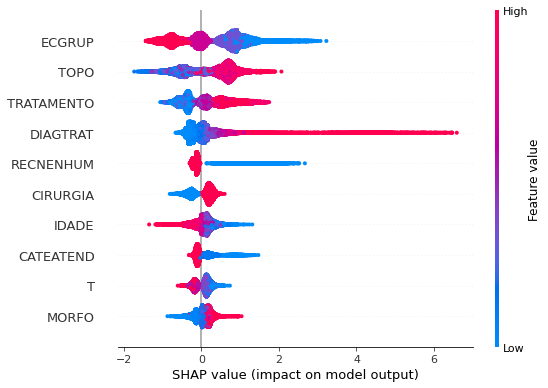 High
ECGRUP
TOPO
TRATAMENTO
DIAGTRAT
RECNENHUM
CIRURGIA
IDADE
CATEATEND
T
MORFO
Feature value
Low
−2 0 2 4 6
SHAP value (impact on model output)